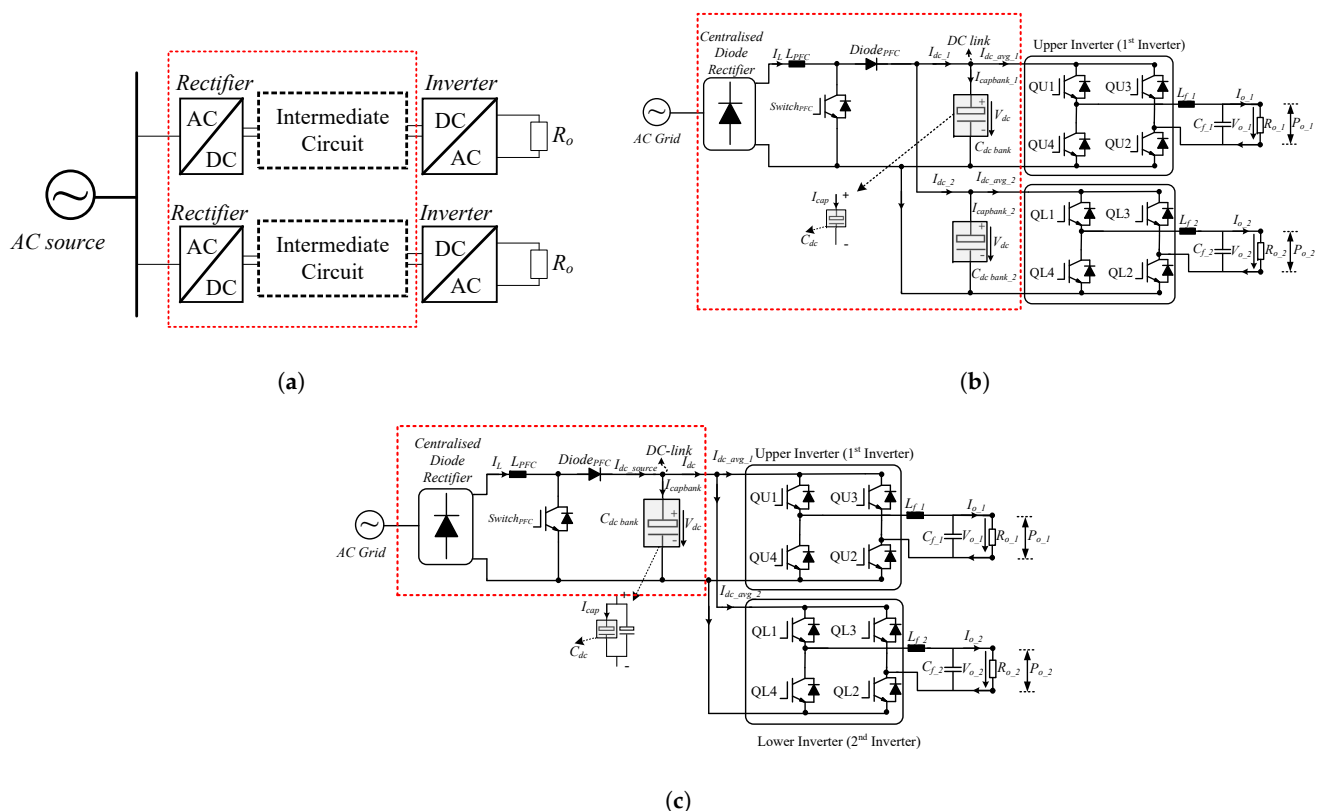 Rectifier
AC
DC
Intermediate
Circuit
Inverter
DC
AC
R_o
AC source
Rectifier
AC
DC
Intermediate
Circuit
Inverter
DC
AC
R_o
(a)
Centralised
Diode
Rectifier
AC Grid
I_L L_PFC
Diode_PFC
Switch_PFC
I_dc_1
DC link
I_dc_avg_1
I_capbank_1
+
-
V_dc
C_dc bank
I_cap
+
C_dc
-
I_dc_2
I_dc_avg_2
I_capbank_2
+
-
V_dc
C_dc bank_2
Upper Inverter (1st Inverter)
QU1
QU3
QU4
QU2
L_f_1
I_o_1
C_f_1
V_o_1
R_o_1
P_o_1
QL1
QL3
QL4
QL2
L_f_2
I_o_2
C_f_2
V_o_2
R_o_2
P_o_2
(b)
Centralised
Diode
Rectifier
AC Grid
I_L L_PFC
Diode_PFC
Switch_PFC
I_dc_source
DC-link
I_dc
I_capbank
C_dc bank
+
-
V_dc
I_cap
+
C_dc
-
I_dc_avg_1
I_dc_avg_2
Upper Inverter (1st Inverter)
QU1
QU3
QU4
QU2
L_f_1
I_o_1
C_f_1
V_o_1
R_o_1
P_o_1
QL1
QL3
QL4
QL2
L_f_2
I_o_2
C_f_2
V_o_2
R_o_2
P_o_2
Lower Inverter (2nd Inverter)
(c)